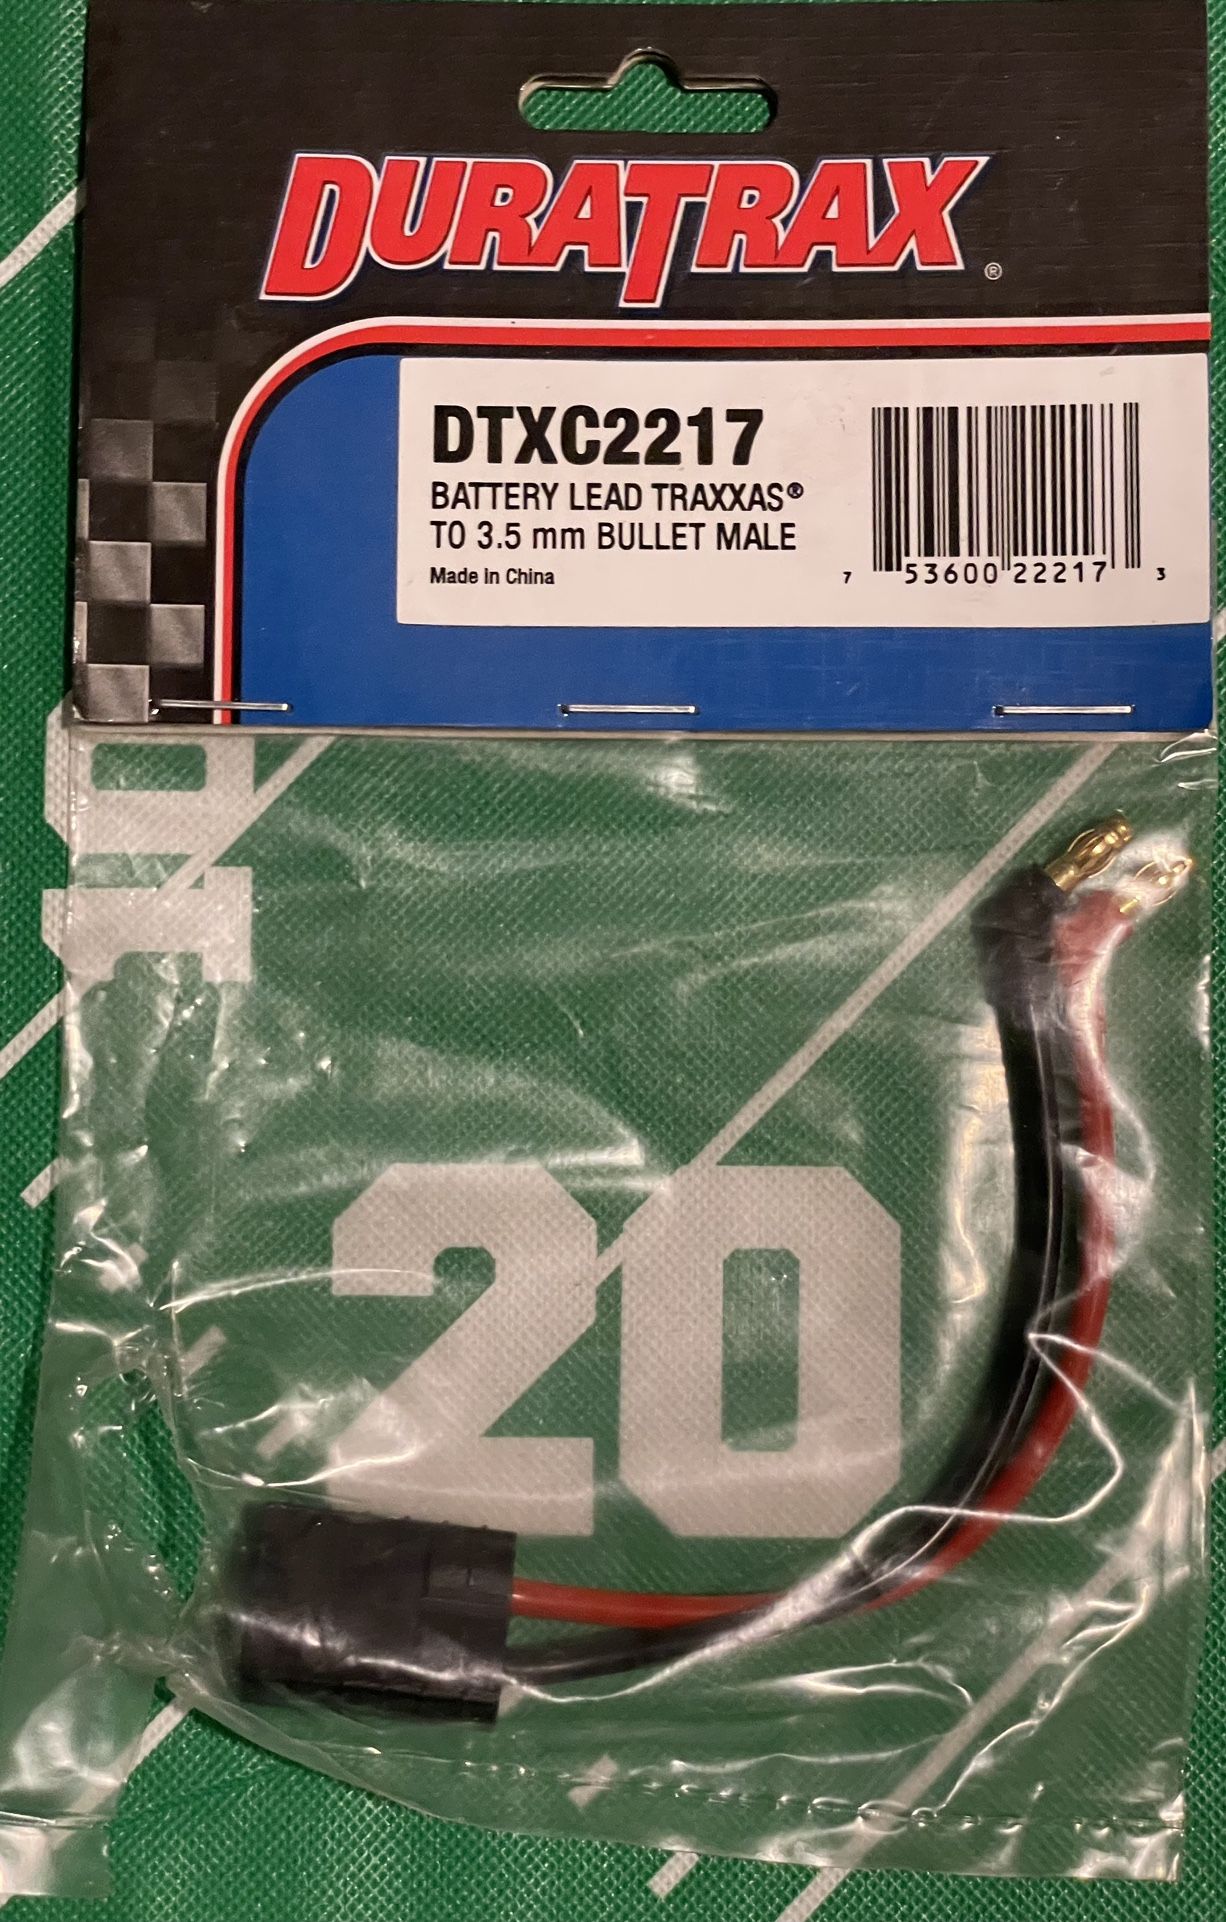 DURATRAX®
DTXC2217
BATTERY LEAD TRAXXAS®
TO 3.5 mm BULLET MALE
Made in China
7 53600 22217 3
10
20